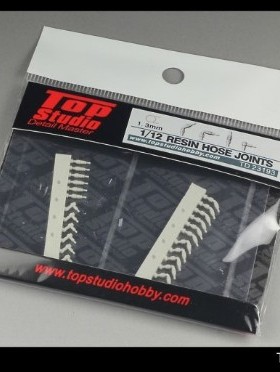 Top
Studio
Detail Master
1.3mm
1/12 RESIN HOSE JOINTS
www.topstudiohobby.com
www.topstudiohobby.com